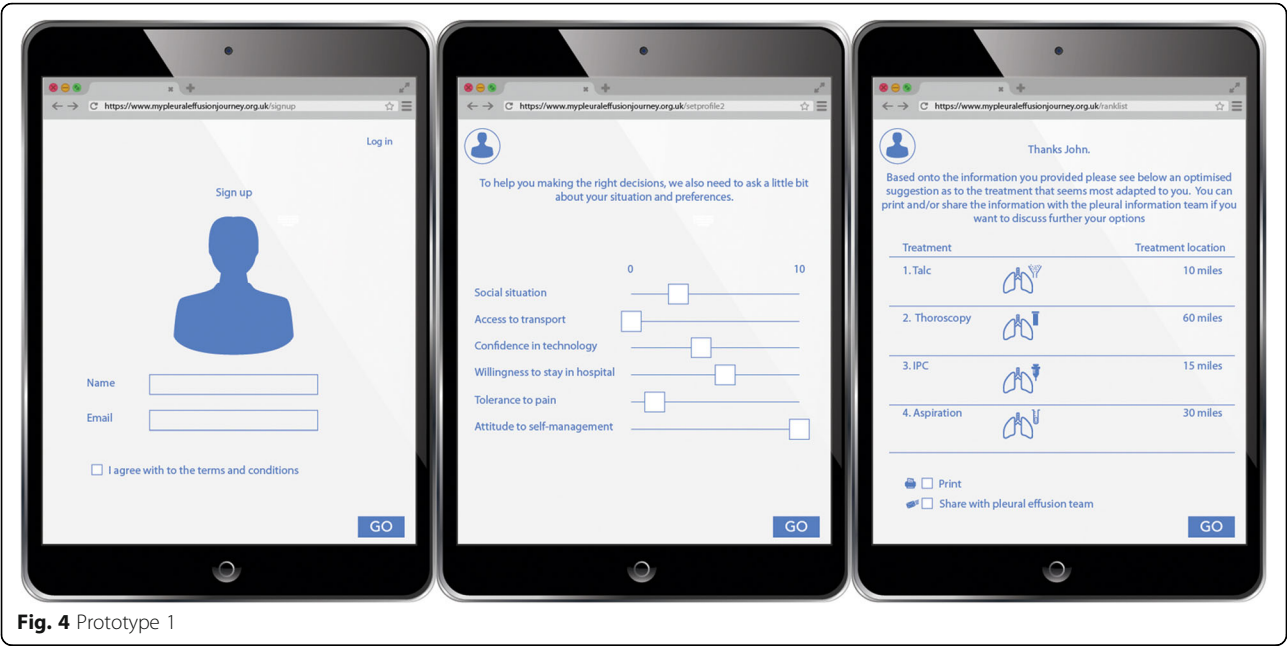 https://www.mypleuraleffusionjourney.org.uk/signup
Log in
Sign up
Name
Email
I agree with to the terms and conditions
GO
https://www.mypleuraleffusionjourney.org.uk/setprofile2
To help you making the right decisions, we also need to ask a little bit
about your situation and preferences.
0 10
Social situation
Access to transport
Confidence in technology
Willingness to stay in hospital
Tolerance to pain
Attitude to self-management
GO
https://www.mypleuraleffusionjourney.org.uk/ranklist
Thanks John.
Based onto the information you provided please see below an optimised
suggestion as to the treatment that seems most adapted to you. You can
print and/or share the information with the pleural information team if you
want to discuss further your options
Treatment Treatment location
1. Talc 10 miles
2. Thoroscopy 60 miles
3. IPC 15 miles
4. Aspiration 30 miles
Print
Share with pleural effusion team
GO
Fig. 4 Prototype 1